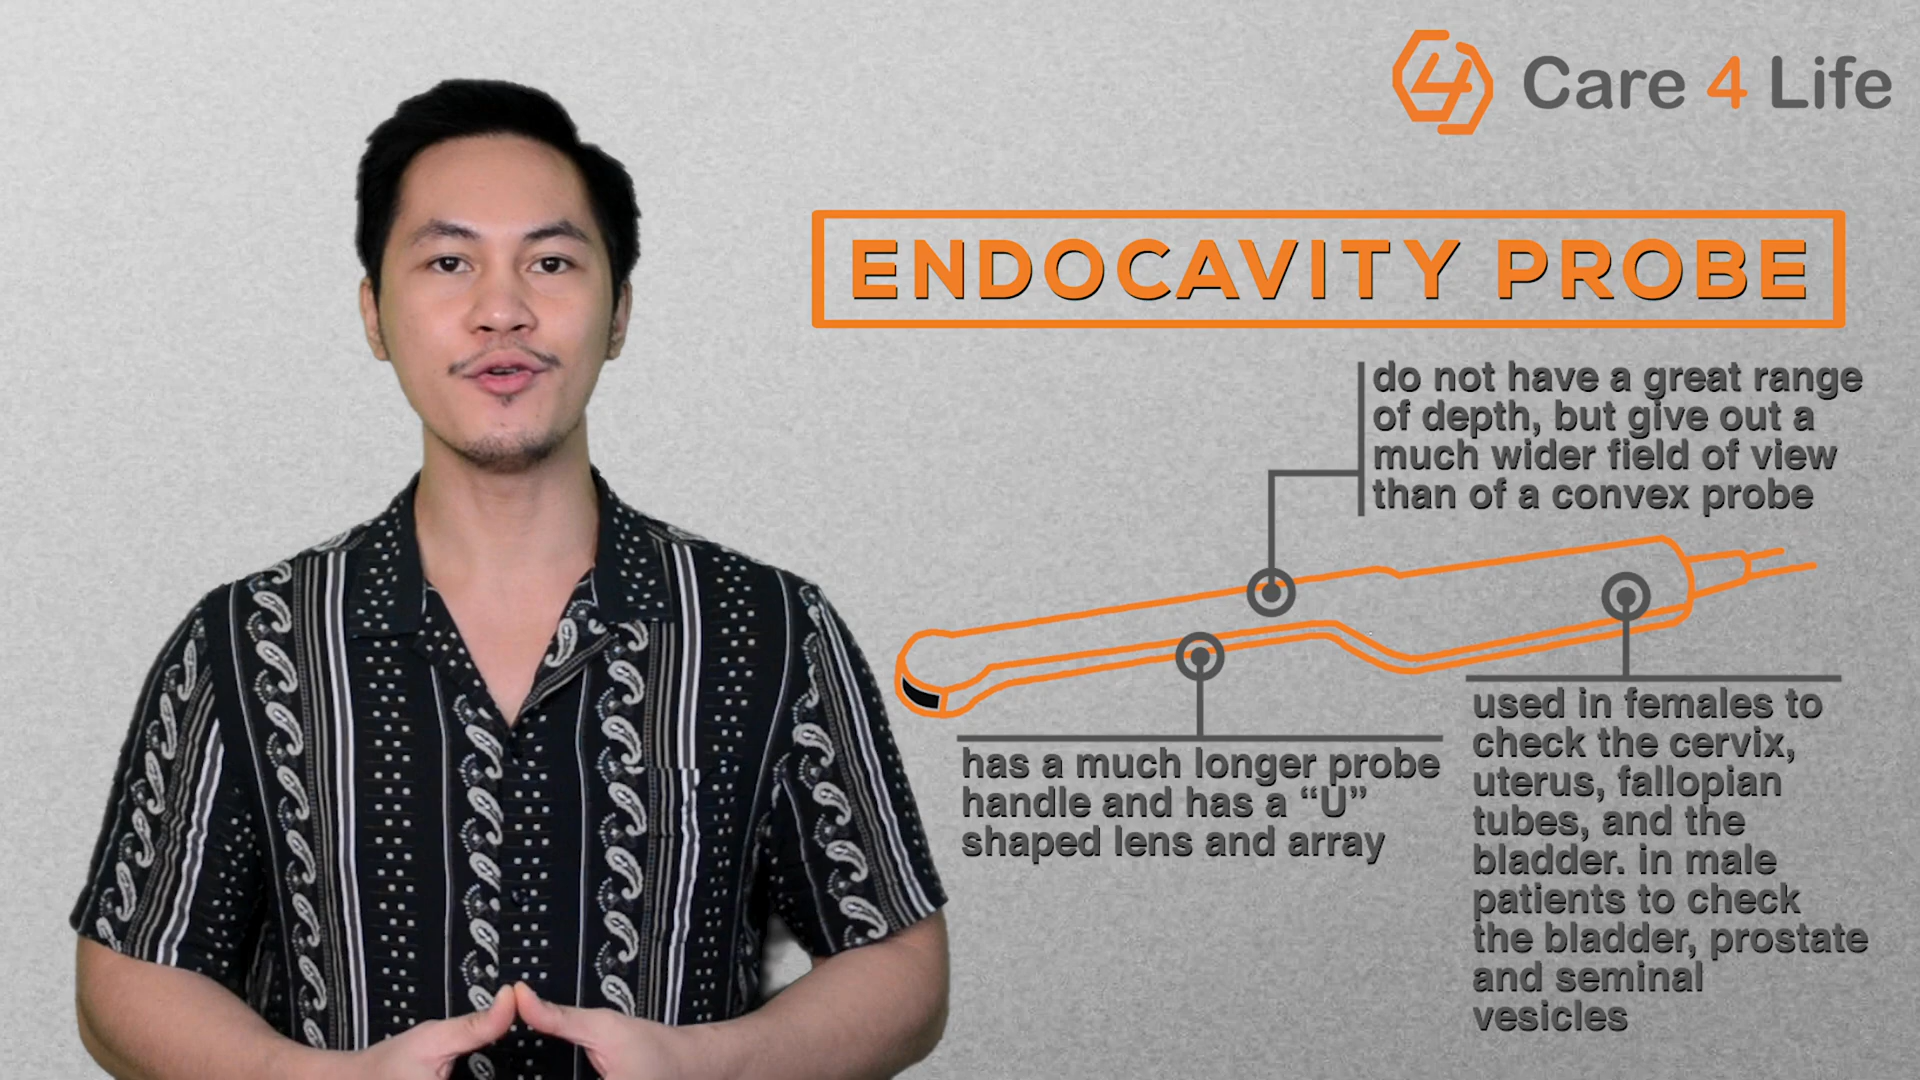 4 Care 4 Life
ENDOCAVITY PROBE
do not have a great range
of depth, but give out a
much wider field of view
than of a convex probe
has a much longer probe
handle and has a “U”
shaped lens and array
used in females to
check the cervix,
uterus, fallopian
tubes, and the
bladder. in male
patients to check
the bladder, prostate
and seminal
vesicles